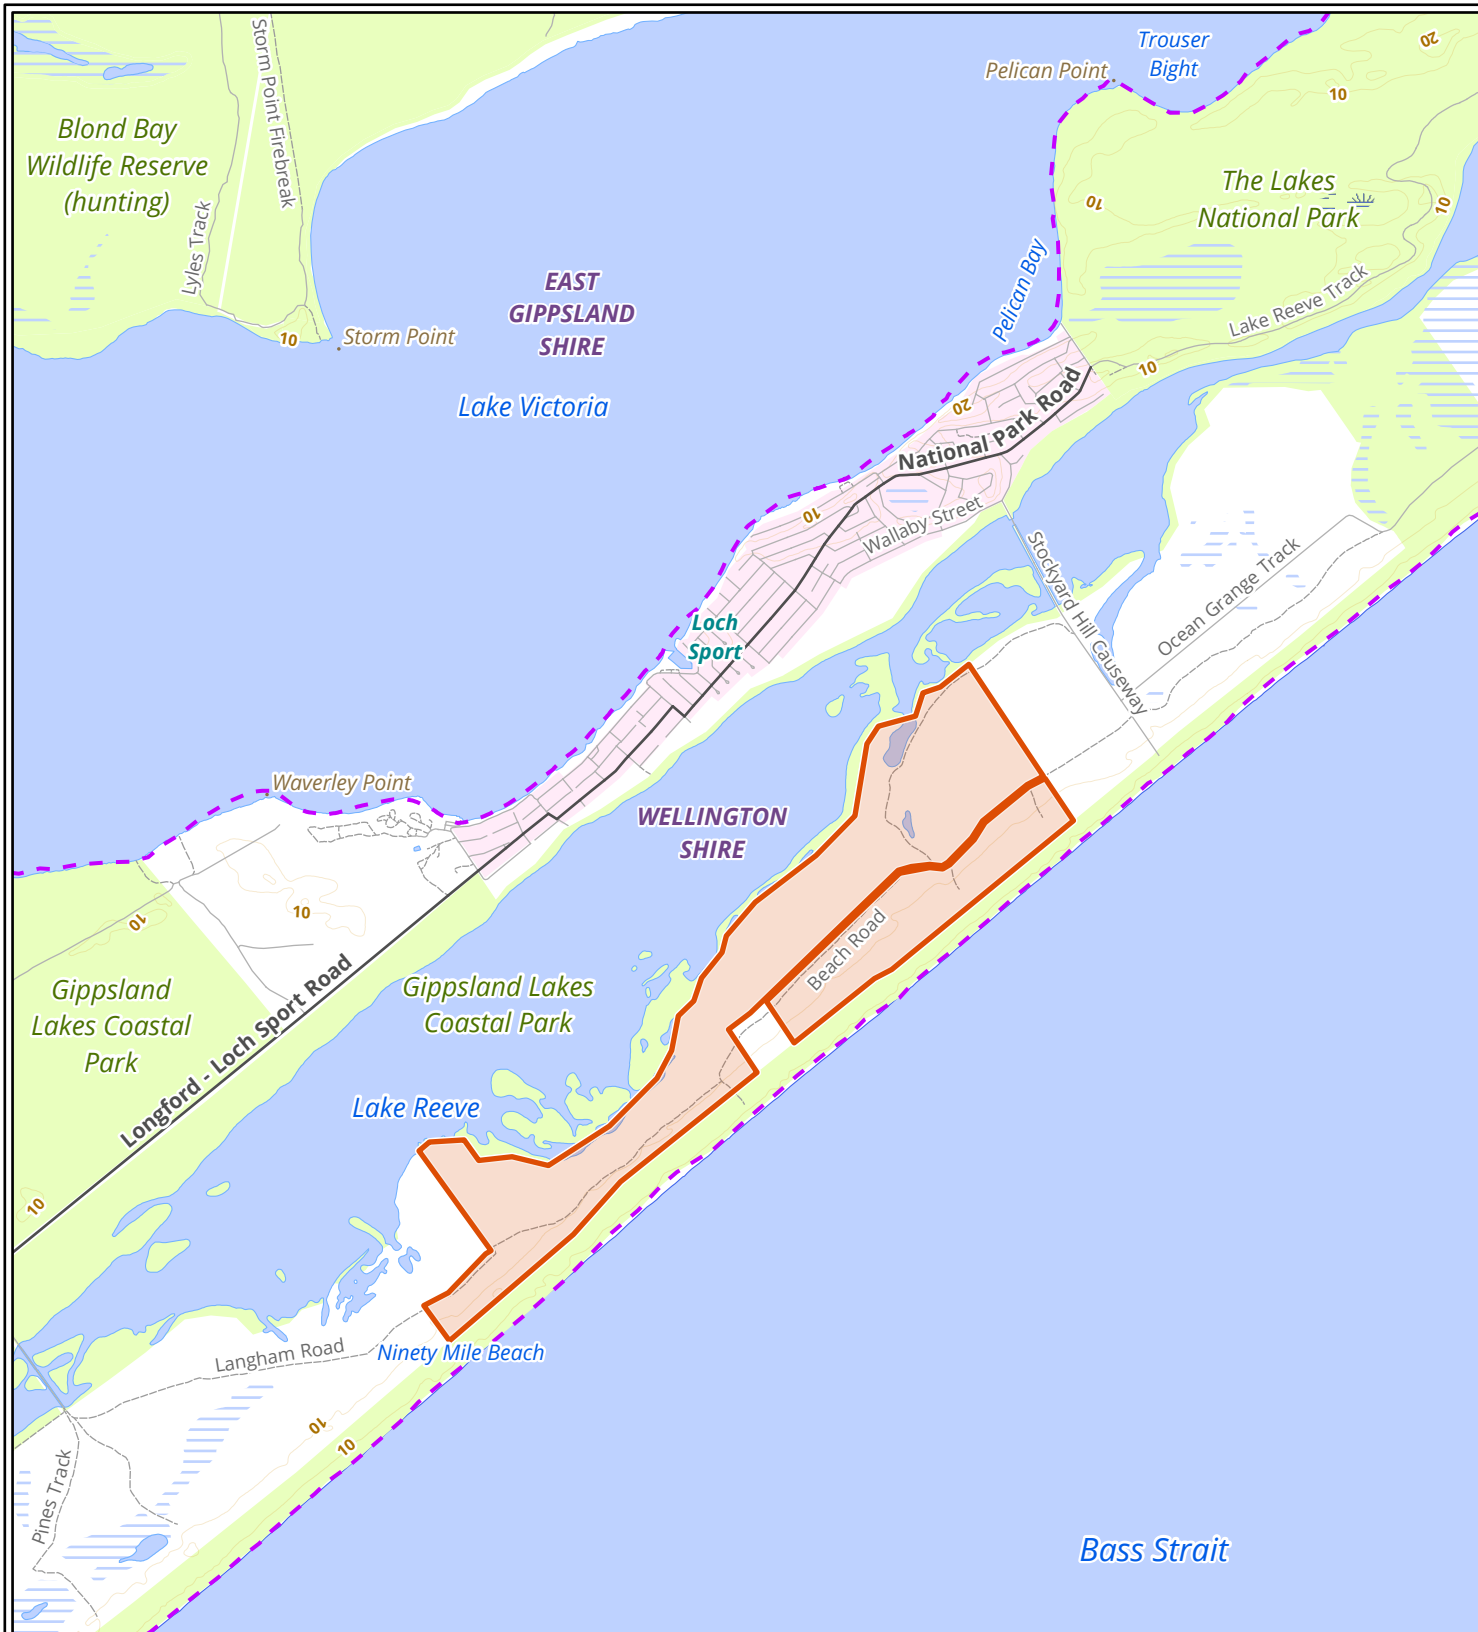 Storm Point Firebreak
Trouser
Bight
Pelican Point
20
10
Blond Bay
Wildlife Reserve
(hunting)
The Lakes
National Park
10
10
Lyles Track
Pelican Bay
EAST
GIPPSLAND
SHIRE
Lake Reeve Track
10
Storm Point
10
Lake Victoria
20
National Park Road
10
Wallaby Street
Stockyard Hill Causeway
Ocean Grange Track
Loch
Sport
Waverley Point
WELLINGTON
SHIRE
10
10
Beach Road
Longford - Loch Sport Road
Gippsland
Lakes Coastal
Park
Gippsland Lakes
Coastal Park
Lake Reeve
10
Langham Road
Ninety Mile Beach
10
10
Pines Track
Bass Strait